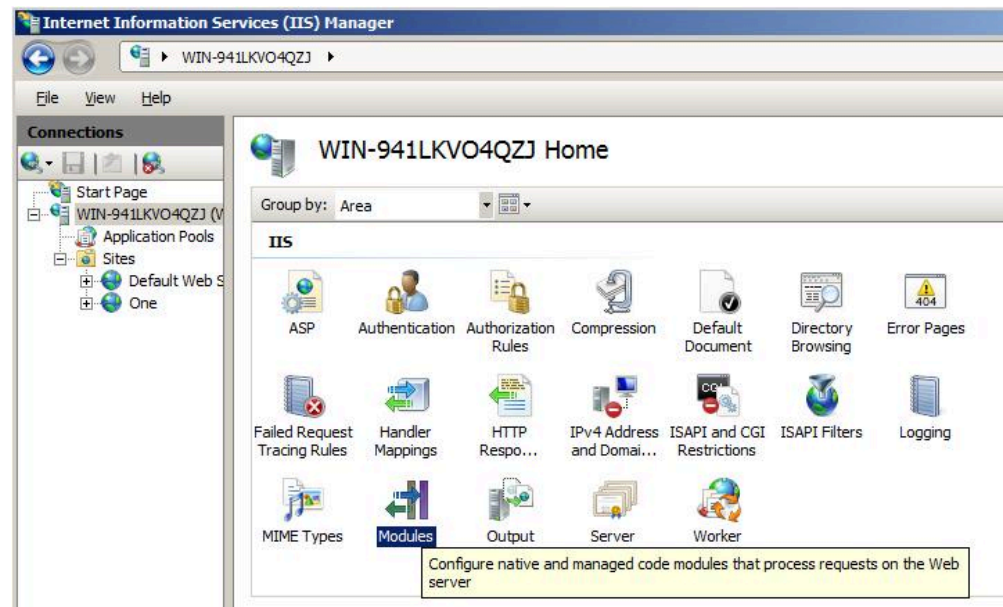 Internet Information Services (IIS) Manager
WIN-941LKVO4QZJ
File View Help
Connections
Start Page
WIN-941LKVO4QZJ (V
Application Pools
Sites
Default Web S
One
WIN-941LKVO4QZJ Home
Group by: Area
IIS
ASP
Authentication
Authorization
Rules
Compression
Default
Document
Directory
Browsing
Error Pages
404
Failed Request
Tracing Rules
Handler
Mappings
HTTP
Respo...
IPv4 Address
and Domai...
CGI
ISAPI and CGI
Restrictions
ISAPI Filters
Logging
MIME Types
Modules
Output
Server
Worker
Configure native and managed code modules that process requests on the Web
server